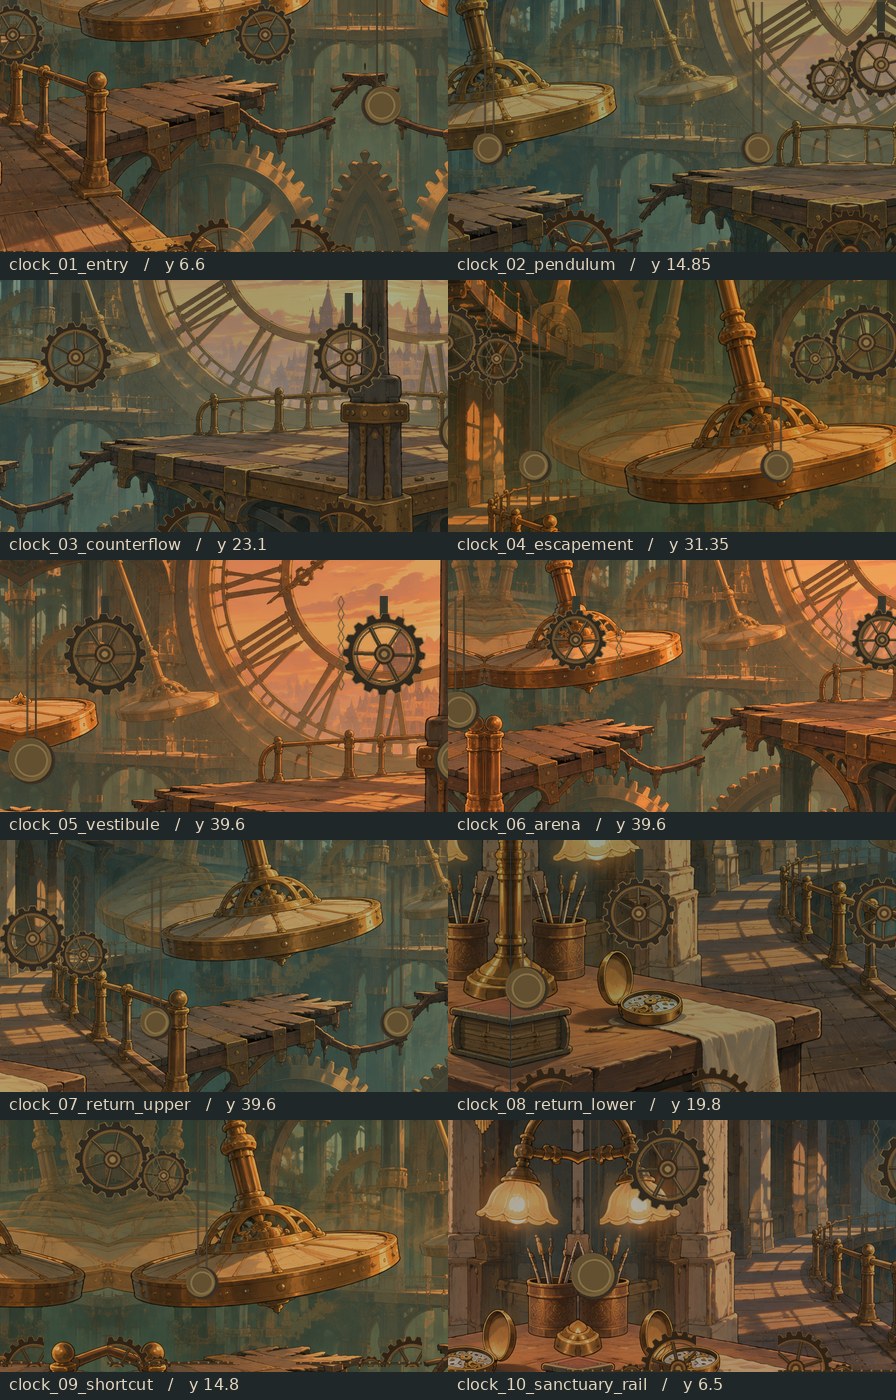 clock_01_entry / y 6.6
clock_02_pendulum / y 14.85
clock_03_counterflow / y 23.1
clock_04_escapement / y 31.35
clock_05_vestibule / y 39.6
clock_06_arena / y 39.6
clock_07_return_upper / y 39.6
clock_08_return_lower / y 19.8
clock_09_shortcut / y 14.8
clock_10_sanctuary_rail / y 6.5